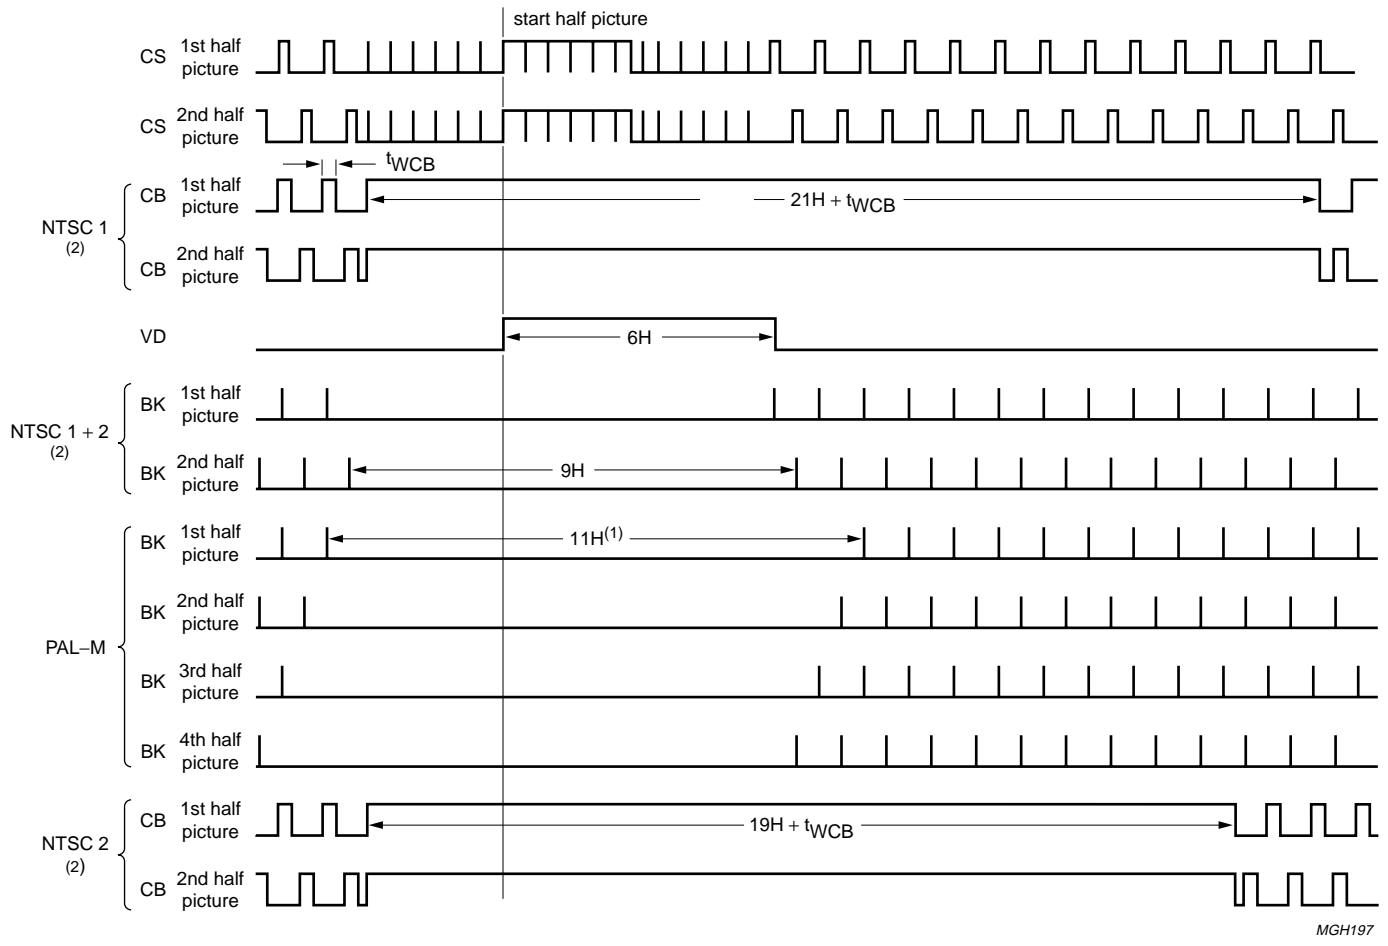 start half picture
CS 1st half
picture
CS 2nd half
picture
tWCB
NTSC 1
(2)
CB 1st half
picture
21H + tWCB
CB 2nd half
picture
VD
6H
NTSC 1 + 2
(2)
BK 1st half
picture
BK 2nd half
picture
9H
PAL–M
BK 1st half
picture
11H(1)
BK 2nd half
picture
BK 3rd half
picture
BK 4th half
picture
NTSC 2
(2)
CB 1st half
picture
19H + tWCB
CB 2nd half
picture
MGH197